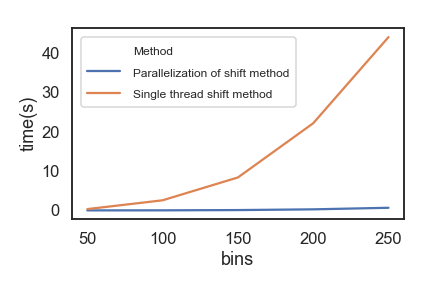 Method
Parallelization of shift method
Single thread shift method
time(s)
40
30
20
10
0
50 100 150 200 250
bins